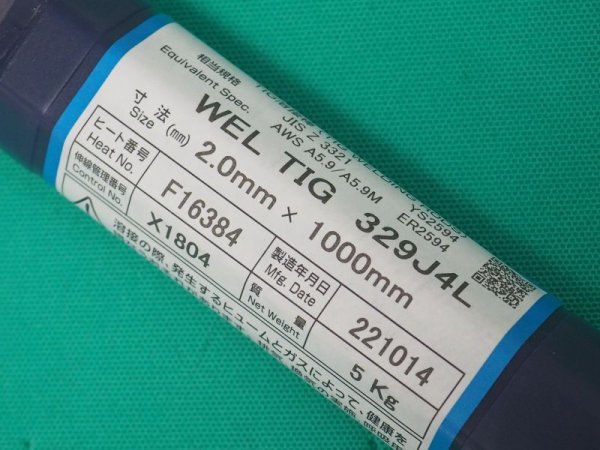 相当規格
Equivalent Spec.
JIS Z 3321 YS2594
AWS A5.9/A5.9M ER2594
WEL TIG 329J4L
寸法
Size (mm)
2.0mm × 1000mm
ヒート番号
Heat No.
F16384
製造年月日
Mfg. Date
221014
伸線管理番号
Control No.
X1804
質量
Net Weight
5 Kg
溶接の際、発生するヒュームとガスによって、健康を